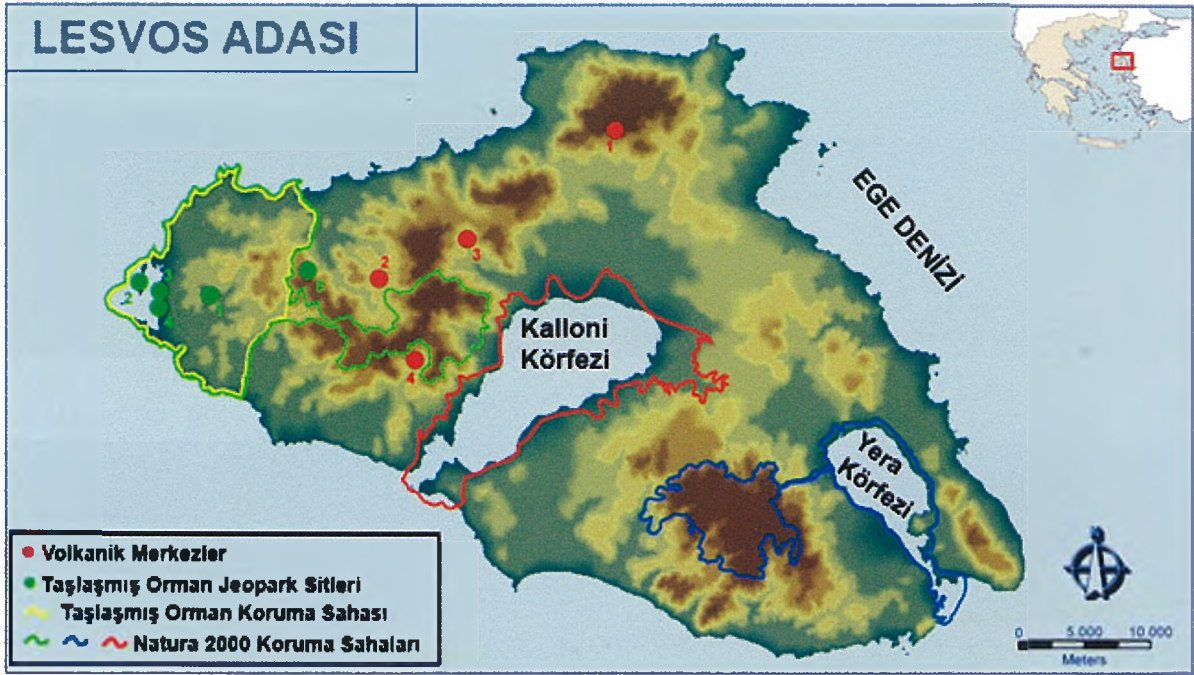 LESVOS ADASI
EGE DENİZİ
Kalloni
Körfezi
Yera
Körfezi
1
2
3
4
2
3
4
1
Volkanik Merkezler
Taşlaşmış Orman Jeopark Sitleri
Taşlaşmış Orman Koruma Sahası
Natura 2000 Koruma Sahaları
0 5.000 10.000
Meters